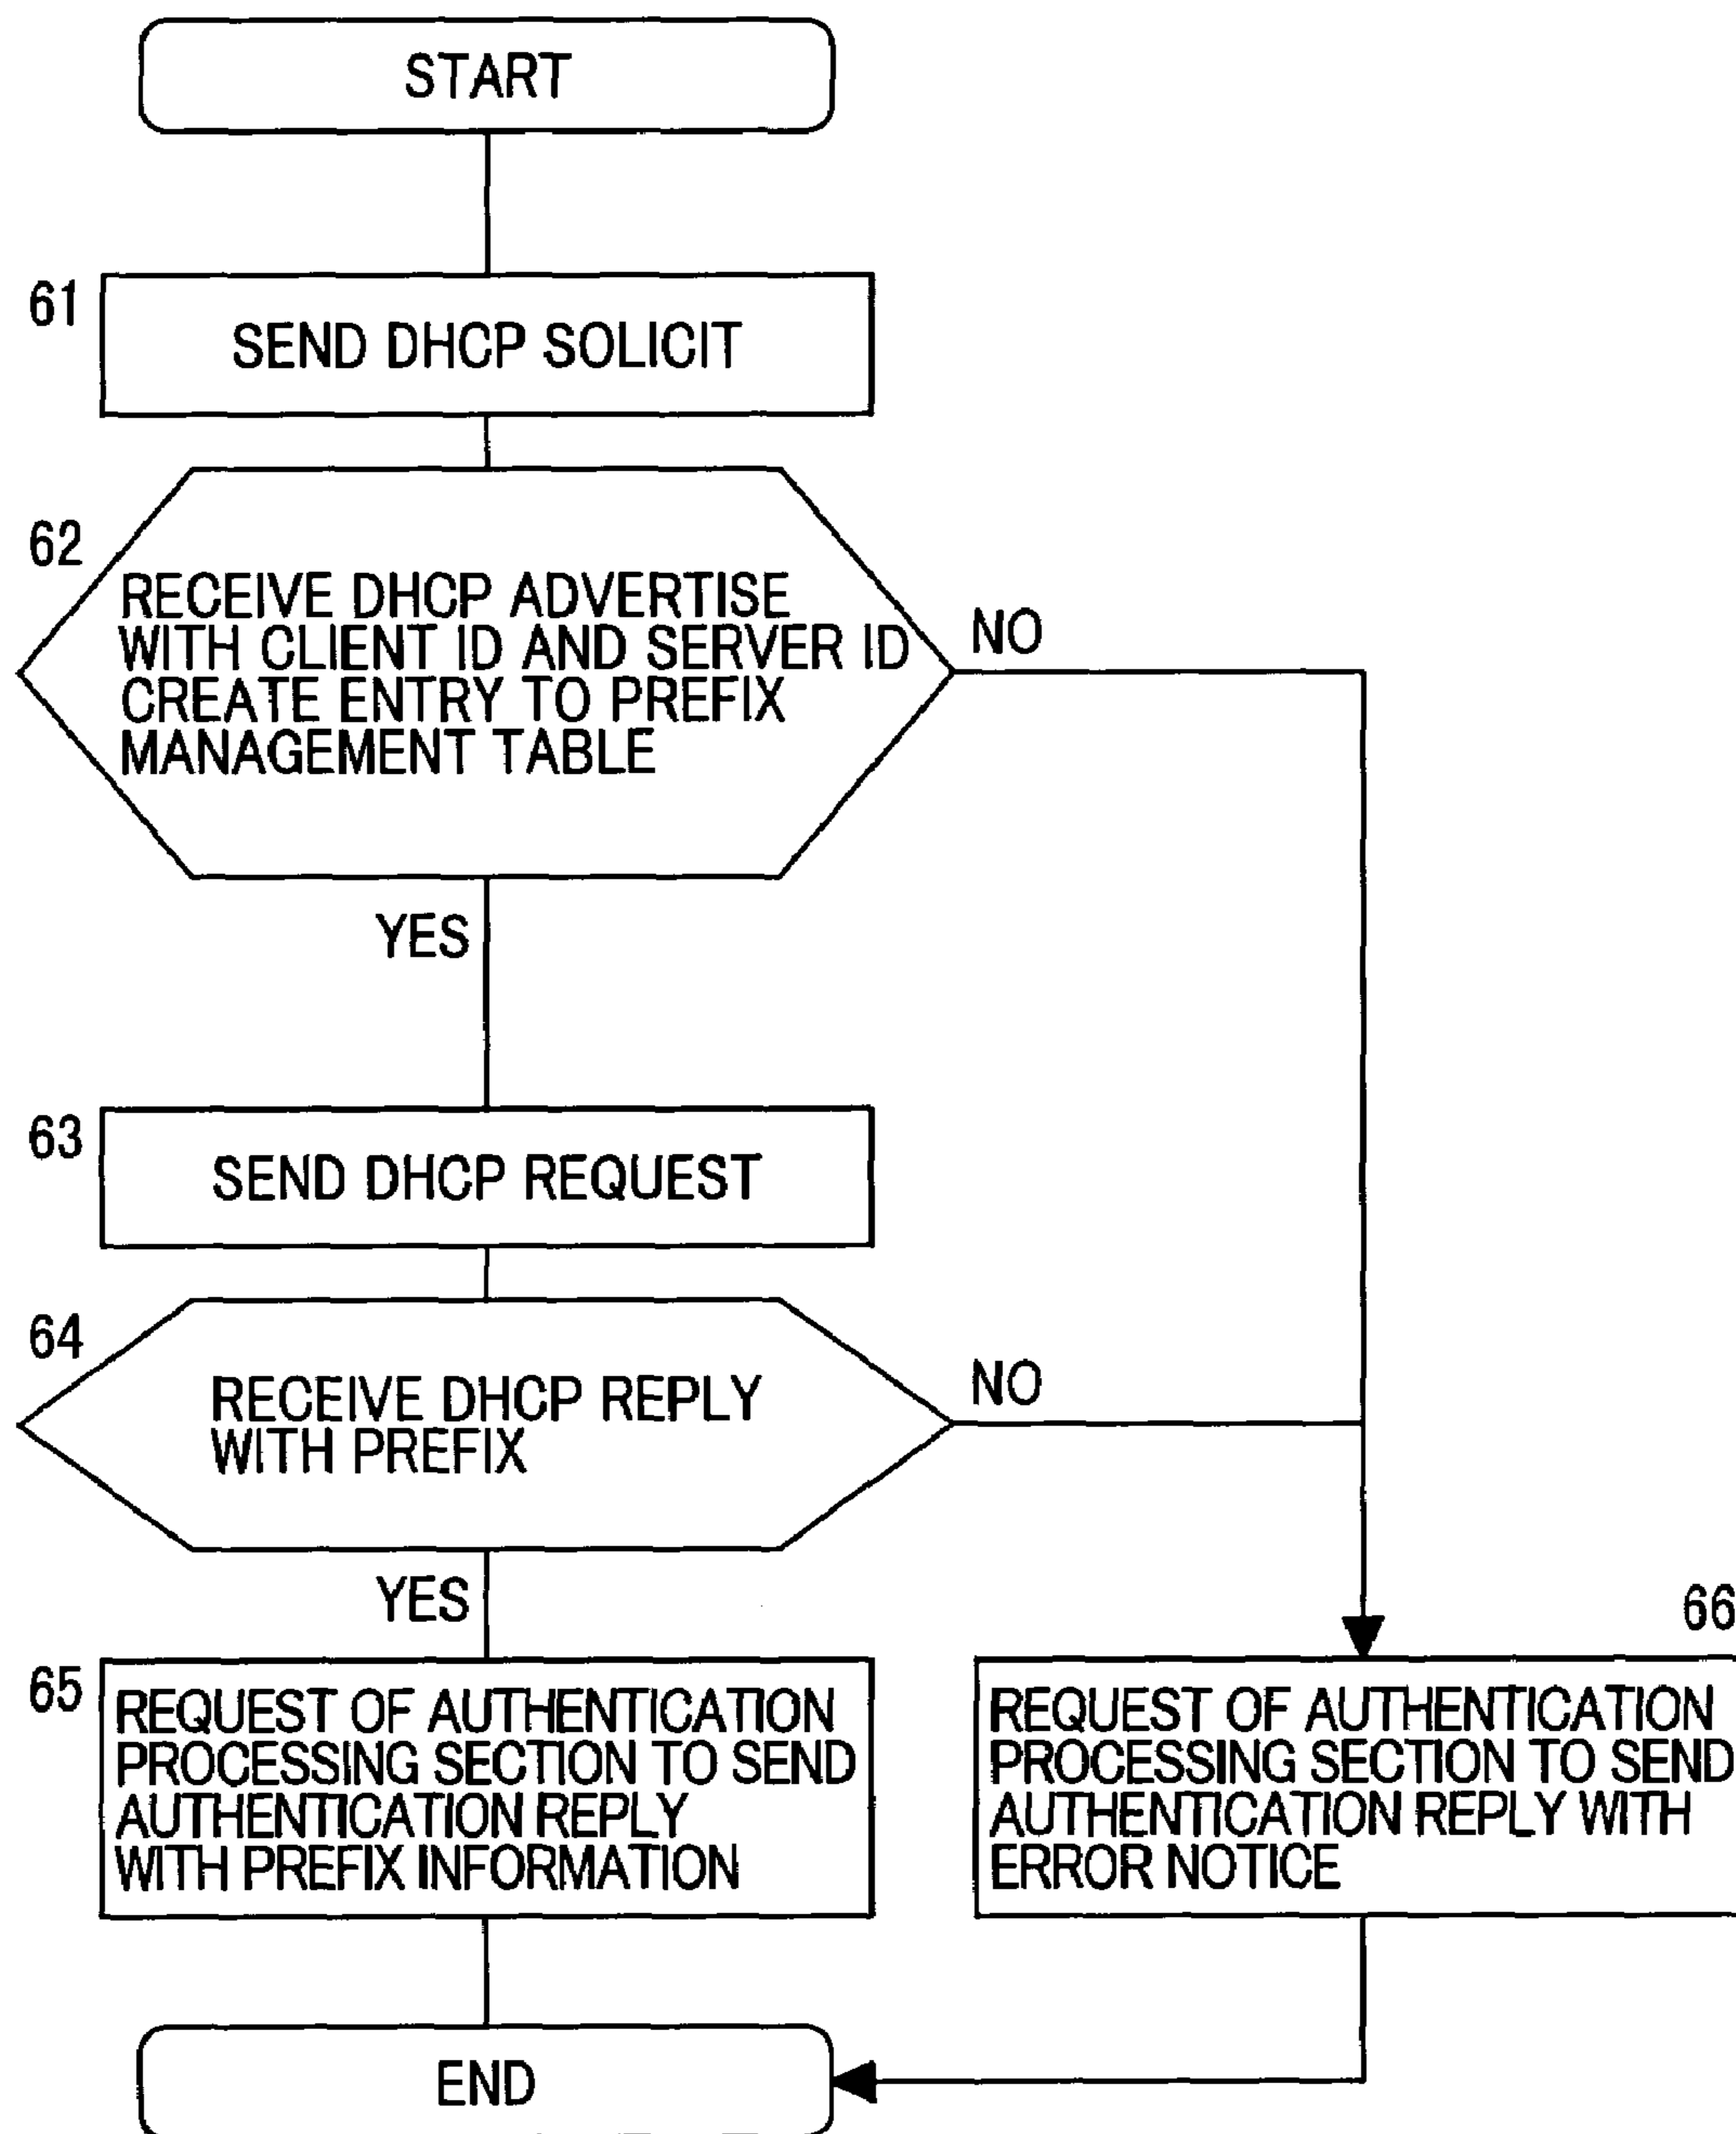 START
61
SEND DHCP SOLICIT
62
RECEIVE DHCP ADVERTISE
WITH CLIENT ID AND SERVER ID
CREATE ENTRY TO PREFIX
MANAGEMENT TABLE
NO
YES
63
SEND DHCP REQUEST
64
RECEIVE DHCP REPLY
WITH PREFIX
NO
YES
65
REQUEST OF AUTHENTICATION
PROCESSING SECTION TO SEND
AUTHENTICATION REPLY
WITH PREFIX INFORMATION
66
REQUEST OF AUTHENTICATION
PROCESSING SECTION TO SEND
AUTHENTICATION REPLY WITH
ERROR NOTICE
END